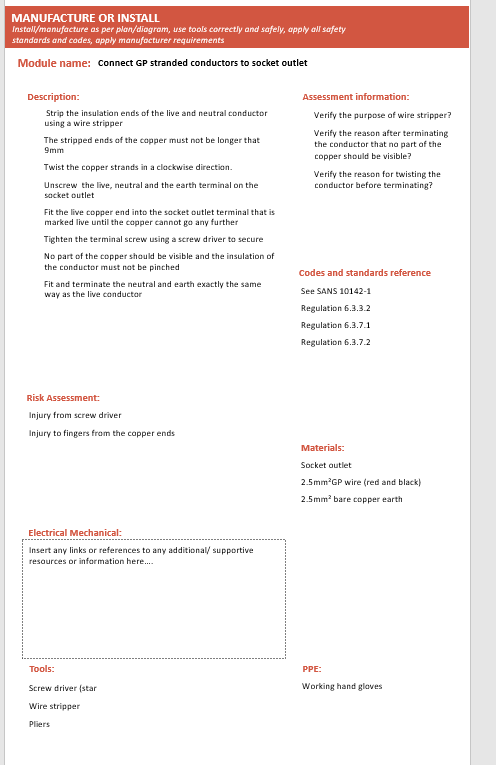 MANUFACTURE OR INSTALL
Install/manufacture as per plan/diagram, use tools correctly and safely, apply all safety
standards and codes, apply manufacturer requirements
Module name: Connect GP stranded conductors to socket outlet
Description:
Strip the insulation ends of the live and neutral conductor
using a wire stripper
The stripped ends of the copper must not be longer that
9mm
Twist the copper strands in a clockwise direction.
Unscrew the live, neutral and the earth terminal on the
socket outlet
Fit the live copper end into the socket outlet terminal that is
marked live until the copper cannot go any further
Tighten the terminal screw using a screw driver to secure
No part of the copper should be visible and the insulation of
the conductor must not be pinched
Fit and terminate the neutral and earth exactly the same
way as the live conductor
Assessment information:
Verify the purpose of wire stripper?
Verify the reason after terminating
the conductor that no part of the
copper should be visible?
Verify the reason for twisting the
conductor before terminating?
Codes and standards reference
See SANS 10142-1
Regulation 6.3.3.2
Regulation 6.3.7.1
Regulation 6.3.7.2
Risk Assessment:
Injury from screw driver
Injury to fingers from the copper ends
Materials:
Socket outlet
2.5mm²GP wire (red and black)
2.5mm² bare copper earth
Electrical Mechanical:
Insert any links or references to any additional/ supportive
resources or information here....
Tools:
Screw driver (star
Wire stripper
Pliers
PPE:
Working hand gloves